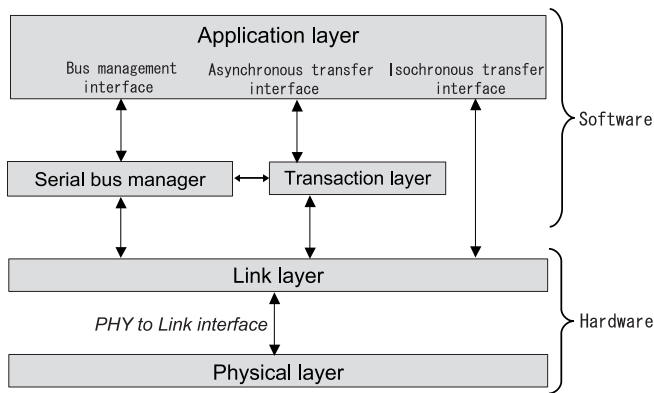 Application layer
Bus management interface
Asynchronous transfer interface
Isochronous transfer interface
Software
Serial bus manager
Transaction layer
Link layer
PHY to Link interface
Hardware
Physical layer